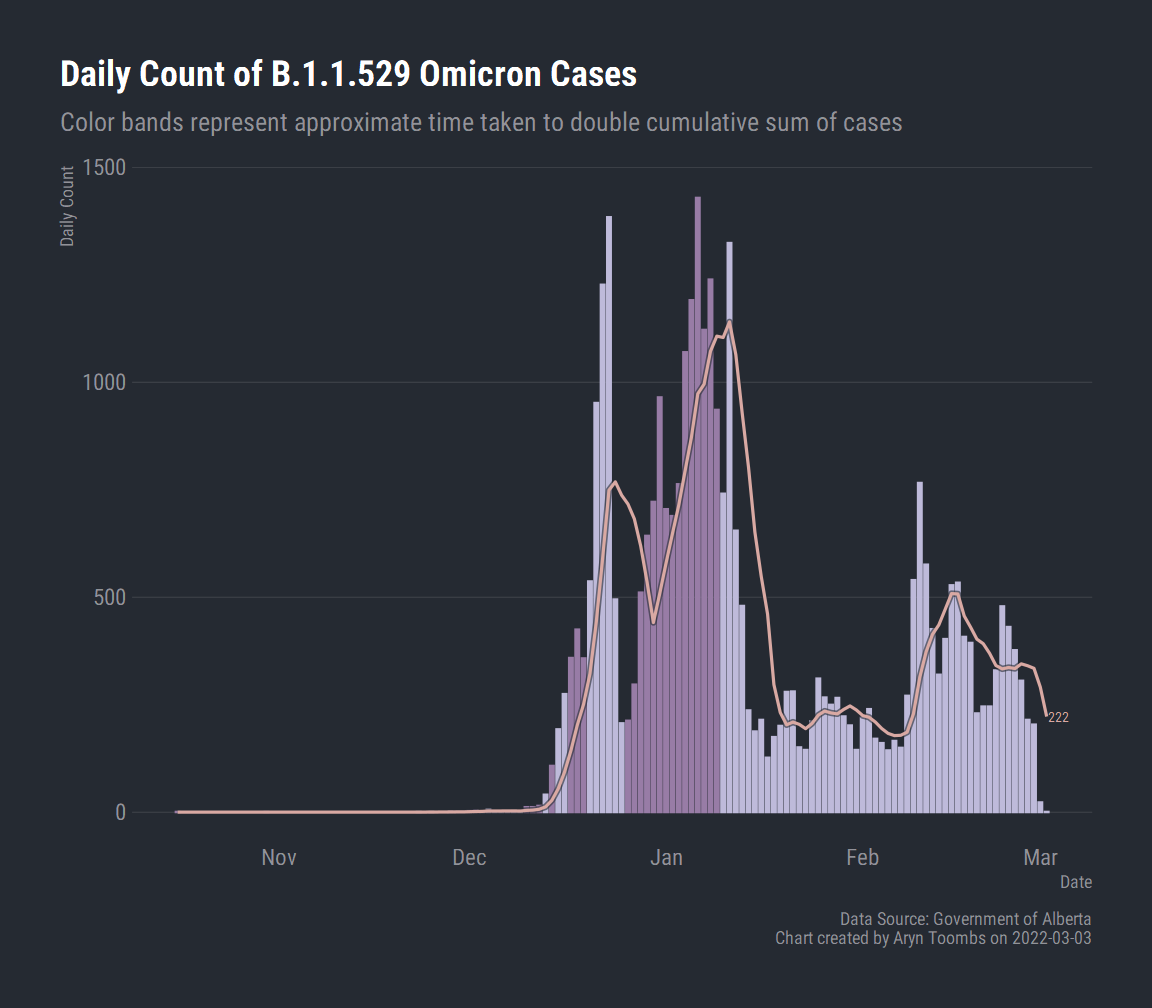 Daily Count of B.1.1.529 Omicron Cases
Color bands represent approximate time taken to double cumulative sum of cases
Daily Count
1500
1000
500
0
222
Nov Dec Jan Feb Mar
Date
Data Source: Government of Alberta
Chart created by Aryn Toombs on 2022-03-03